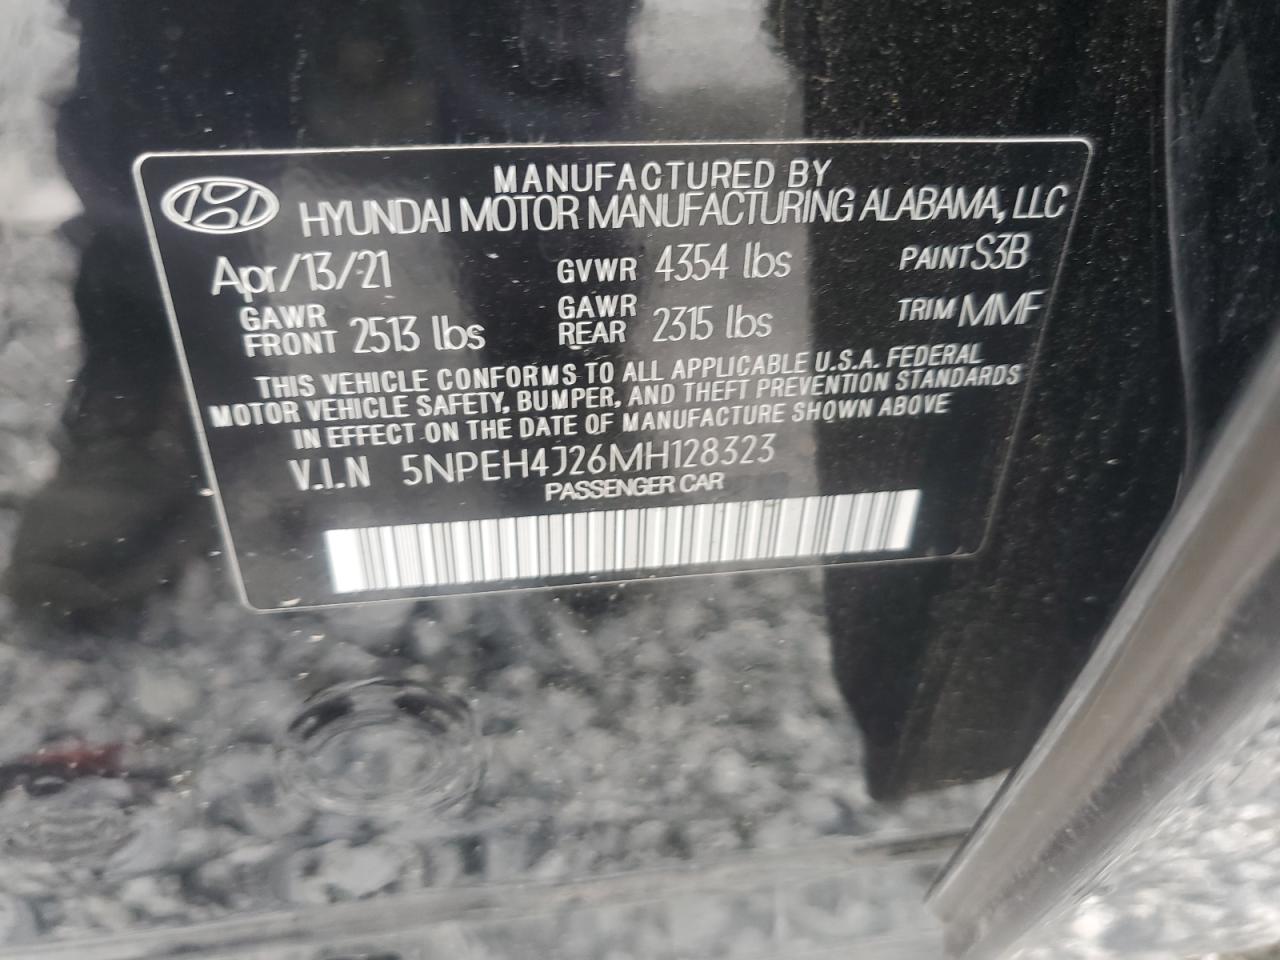 MANUFACTURED BY
HYUNDAI MOTOR MANUFACTURING ALABAMA, LLC
Apr/13/21 GVWR 4354 lbs PAINT S3B
GAWR FRONT 2513 lbs GAWR REAR 2315 lbs TRIM MMF
THIS VEHICLE CONFORMS TO ALL APPLICABLE U.S.A. FEDERAL
MOTOR VEHICLE SAFETY, BUMPER, AND THEFT PREVENTION STANDARDS
IN EFFECT ON THE DATE OF MANUFACTURE SHOWN ABOVE
V.I.N 5NPEH4J26MH128323
PASSENGER CAR